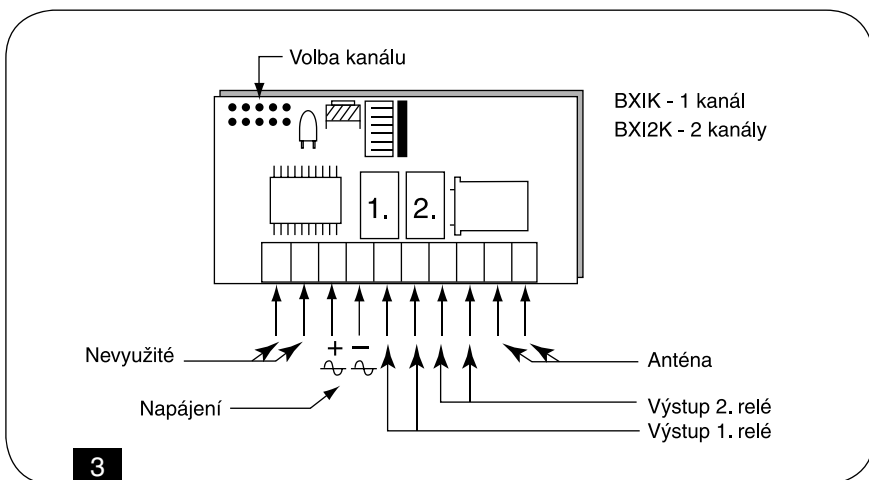 Volba kanálu
BXIK - 1 kanál
BXI2K - 2 kanály
1.
2.
+ −
Nevyužité
Anténa
Napájení
Výstup 2. relé
Výstup 1. relé
3